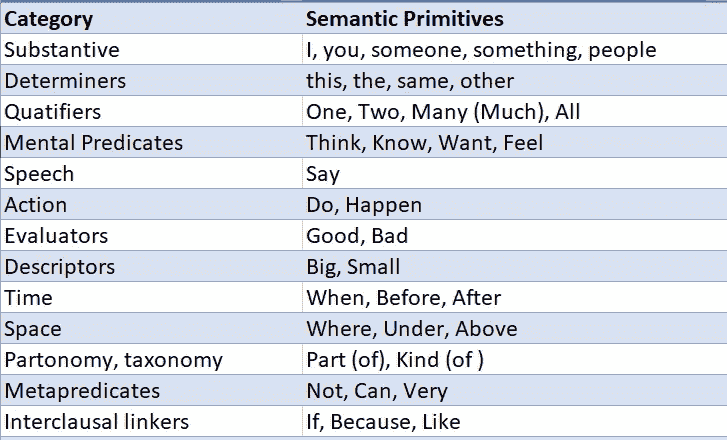 Category Semantic Primitives
Substantive I, you, someone, something, people
Determiners this, the, same, other
Quatifiers One, Two, Many (Much), All
Mental Predicates Think, Know, Want, Feel
Speech Say
Action Do, Happen
Evaluators Good, Bad
Descriptors Big, Small
Time When, Before, After
Space Where, Under, Above
Partonomy, taxonomy Part (of), Kind (of )
Metapredicates Not, Can, Very
Interclausal linkers If, Because, Like